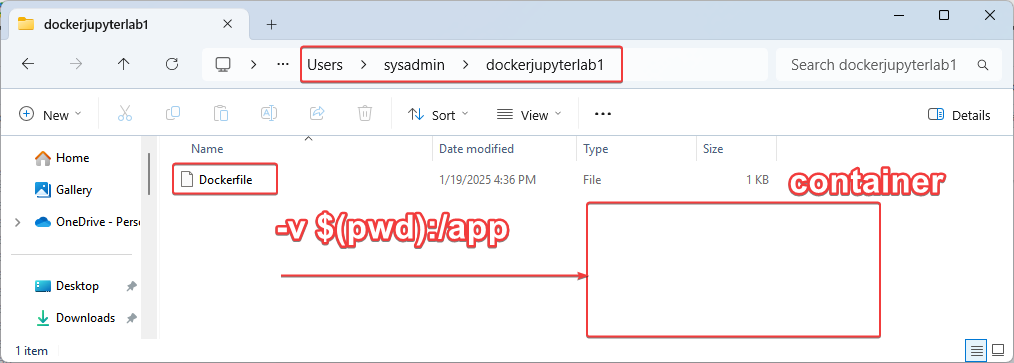 dockerjupyterlab1
... Users > sysadmin > dockerjupyterlab1
Search dockerjupyterlab1
New
Sort
View
...
Details
Name
Date modified
Type
Size
Home
Dockerfile
1/19/2025 4:36 PM
File
1 KB
container
Gallery
OneDrive - Perso
-v $(pwd):/app
Desktop
Downloads
1 item